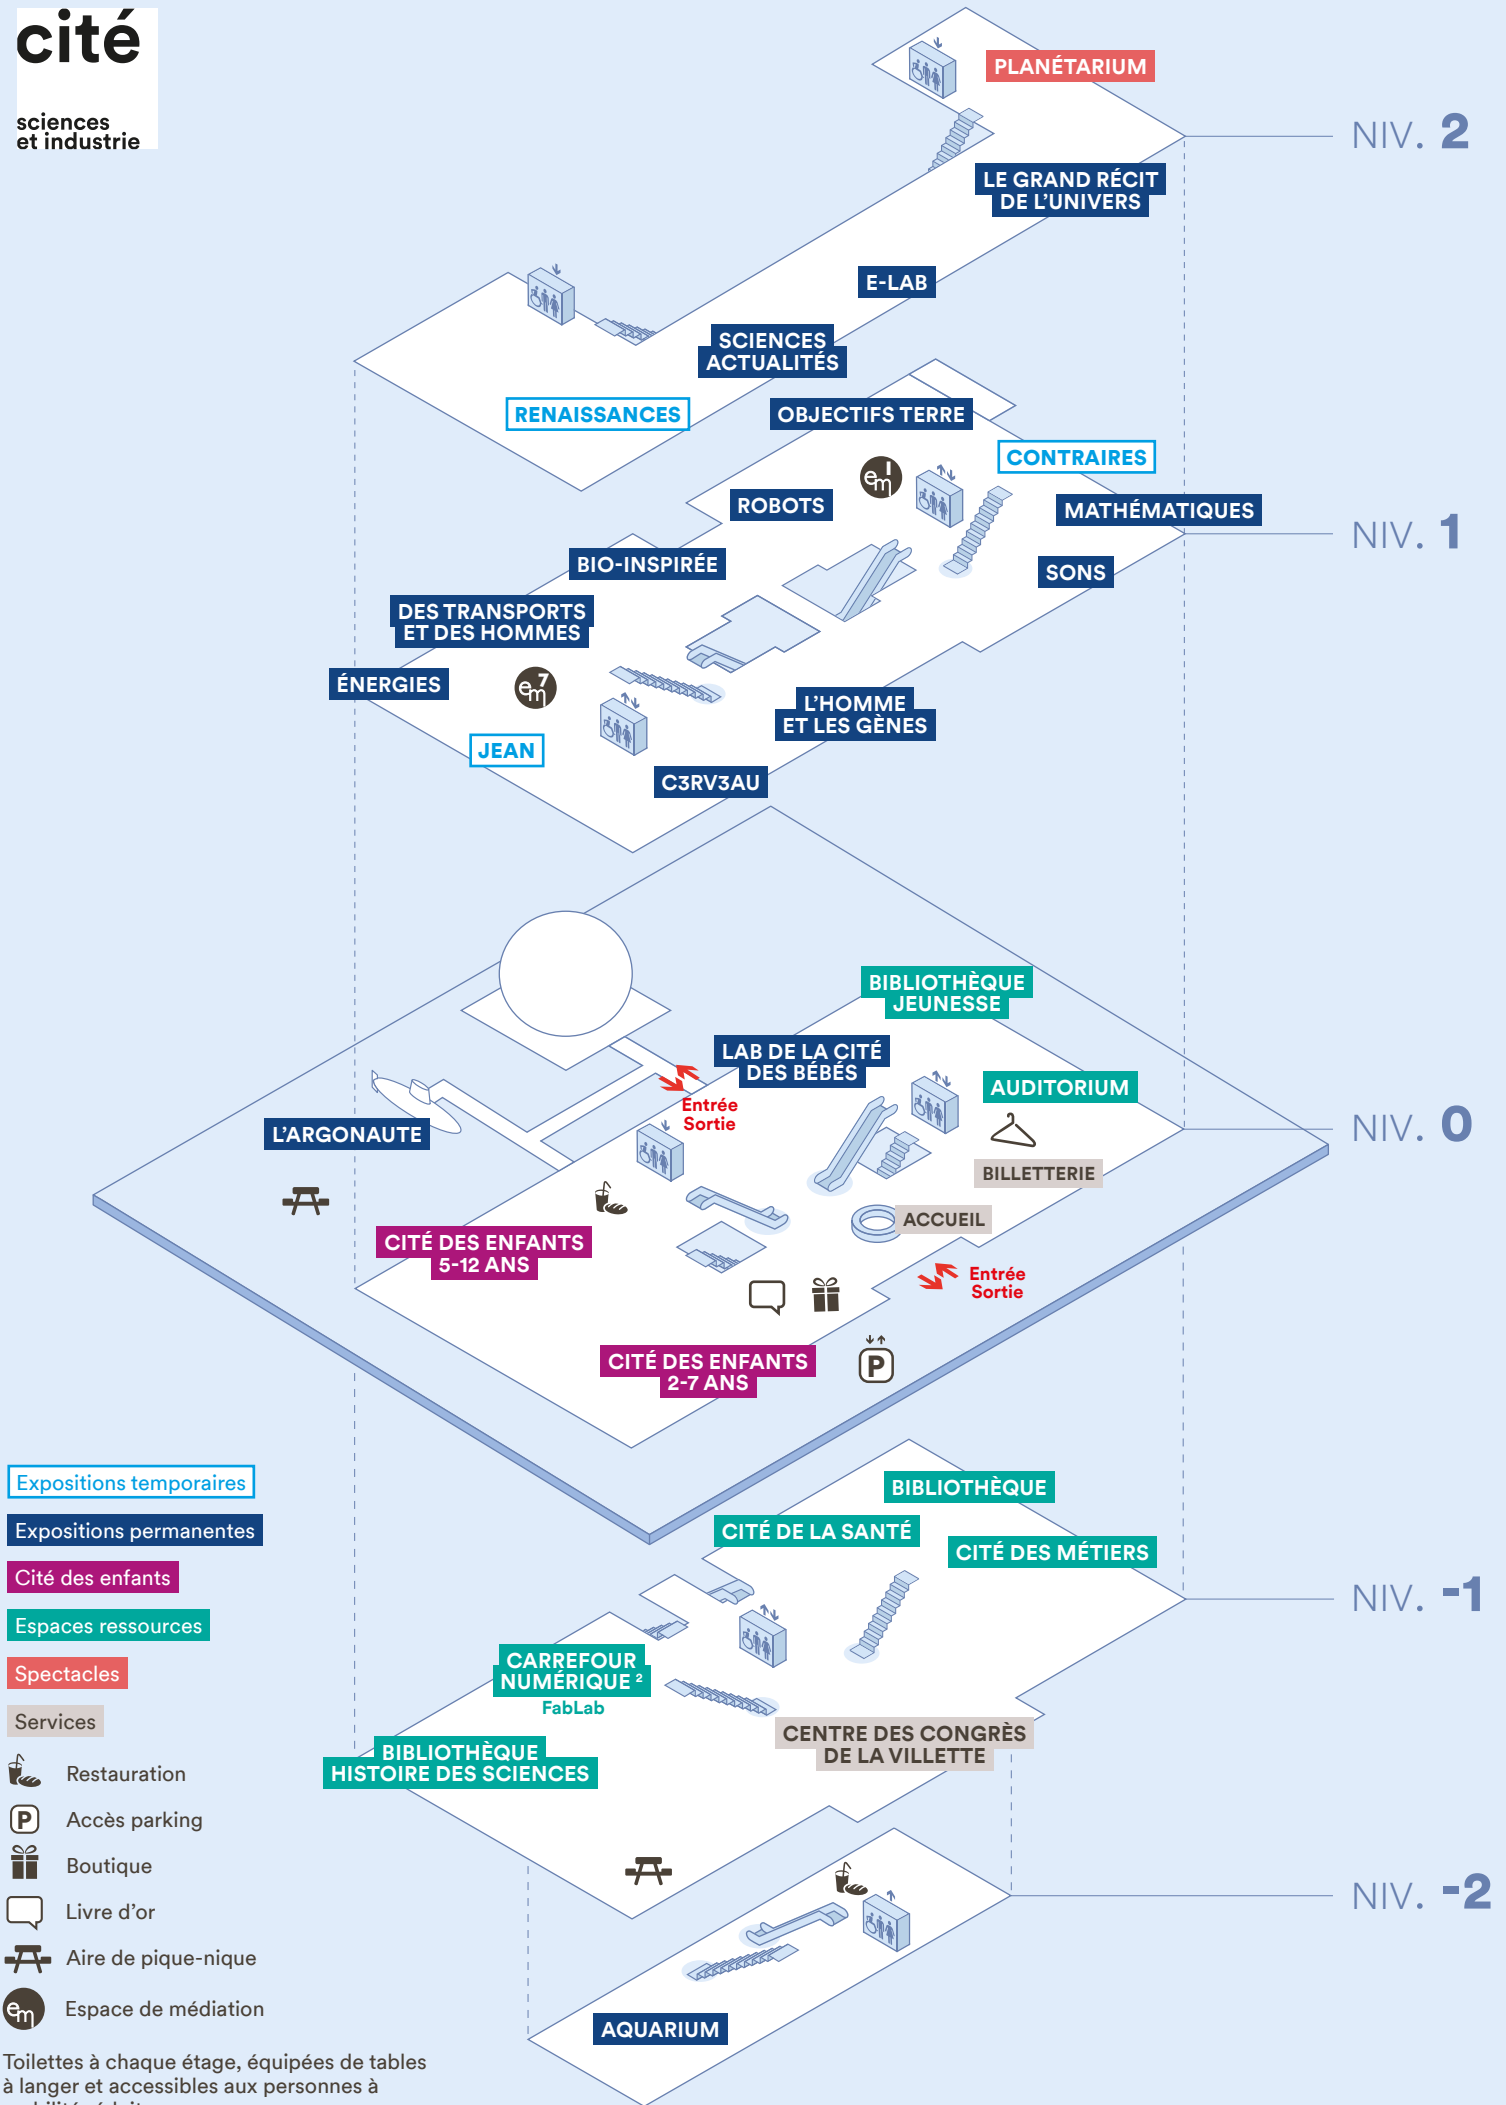 cité
sciences
et industrie
PLANÉTARIUM
NIV. 2
LE GRAND RÉCIT
DE L'UNIVERS
E-LAB
SCIENCES
ACTUALITÉS
RENAISSANCES
OBJECTIFS TERRE
CONTRAIRES
em1
ROBOTS
MATHÉMATIQUES
NIV. 1
BIO-INSPIRÉE
SONS
DES TRANSPORTS
ET DES HOMMES
ÉNERGIES
em7
L'HOMME
ET LES GÈNES
JEAN
C3RV3AU
BIBLIOTHÈQUE
JEUNESSE
LAB DE LA CITÉ
DES BÉBÉS
AUDITORIUM
Entrée
Sortie
L'ARGONAUTE
NIV. 0
BILLETTERIE
ACCUEIL
CITÉ DES ENFANTS
5-12 ANS
Entrée
Sortie
CITÉ DES ENFANTS
2-7 ANS
P
BIBLIOTHÈQUE
CITÉ DE LA SANTÉ
CITÉ DES MÉTIERS
NIV. -1
CARREFOUR
NUMÉRIQUE ²
FabLab
CENTRE DES CONGRÈS
DE LA VILLETTE
BIBLIOTHÈQUE
HISTOIRE DES SCIENCES
NIV. -2
AQUARIUM
Expositions temporaires
Expositions permanentes
Cité des enfants
Espaces ressources
Spectacles
Services
Restauration
P Accès parking
Boutique
Livre d'or
Aire de pique-nique
em Espace de médiation
Toilettes à chaque étage, équipées de tables
à langer et accessibles aux personnes à